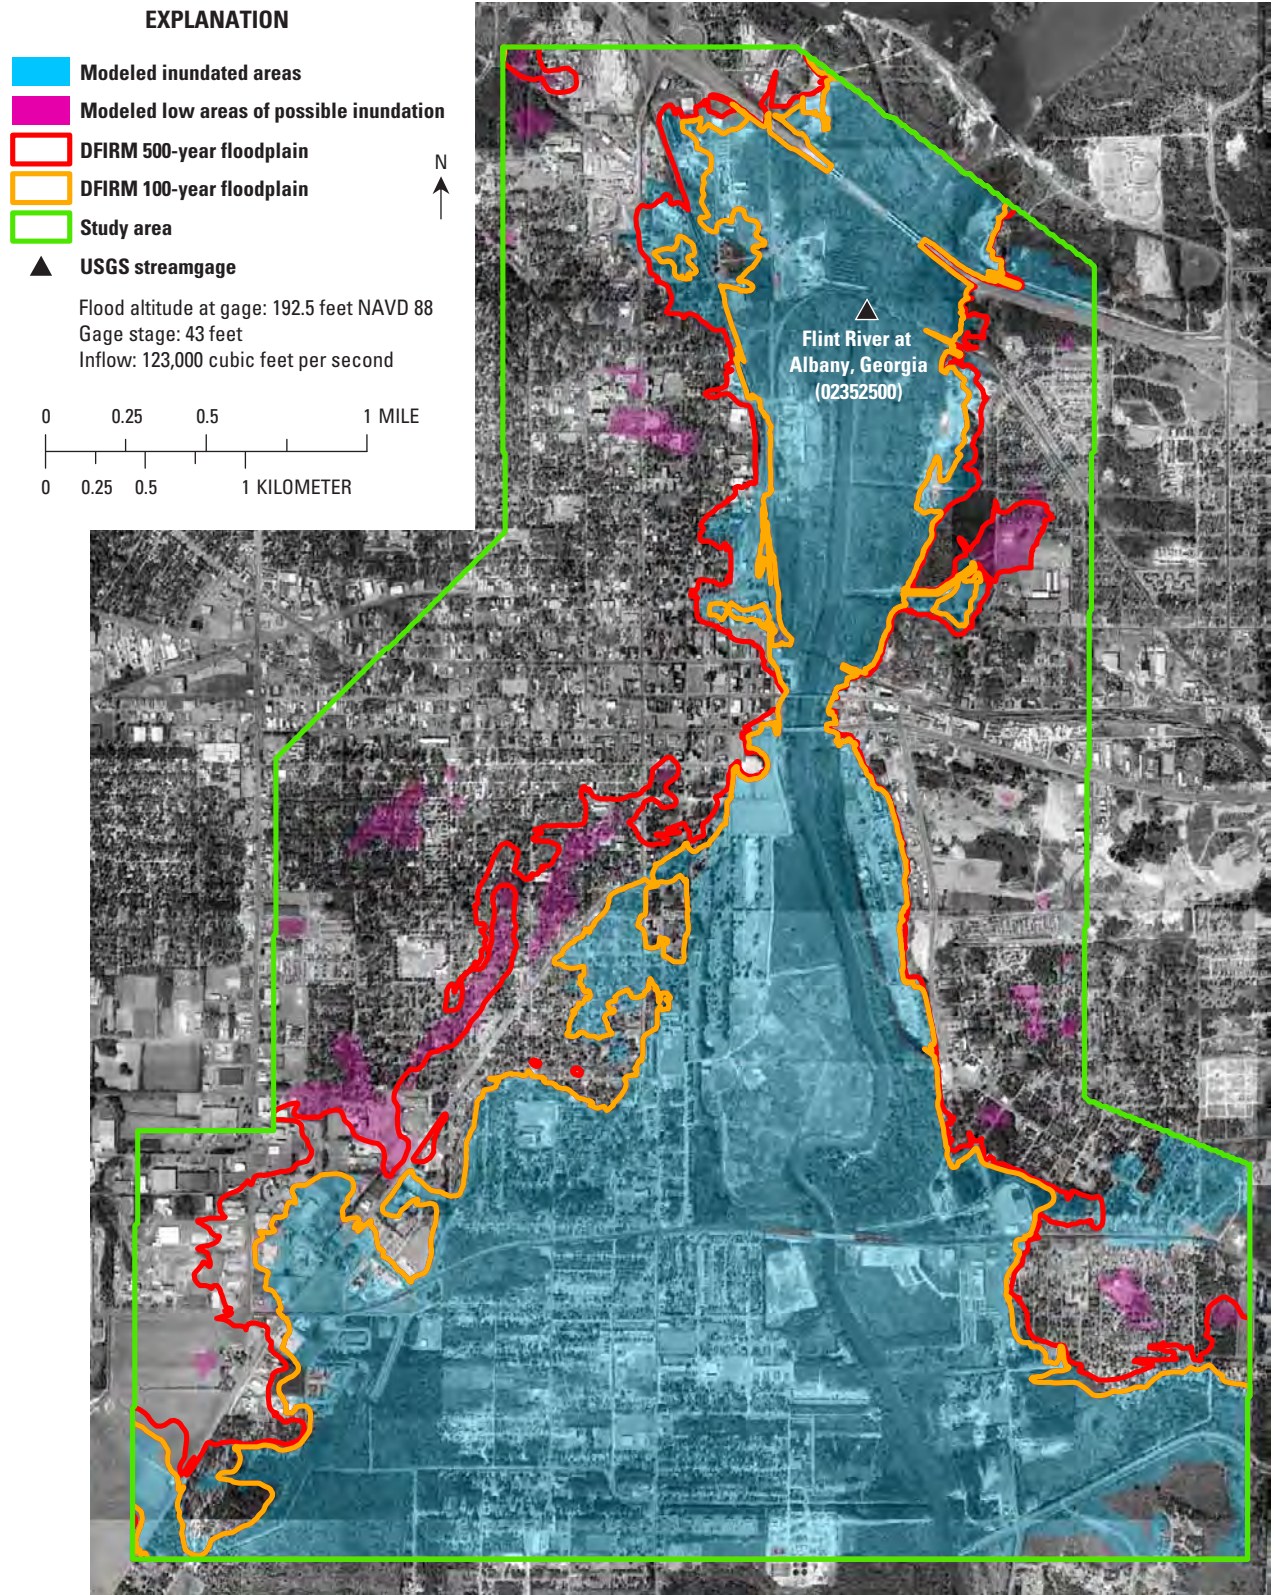 EXPLANATION
Modeled inundated areas
Modeled low areas of possible inundation
DFIRM 500-year floodplain
DFIRM 100-year floodplain
Study area
USGS streamgage
Flood altitude at gage: 192.5 feet NAVD 88
Gage stage: 43 feet
Inflow: 123,000 cubic feet per second
N
0 0.25 0.5 1 MILE
0 0.25 0.5 1 KILOMETER
Flint River at
Albany, Georgia
(02352500)